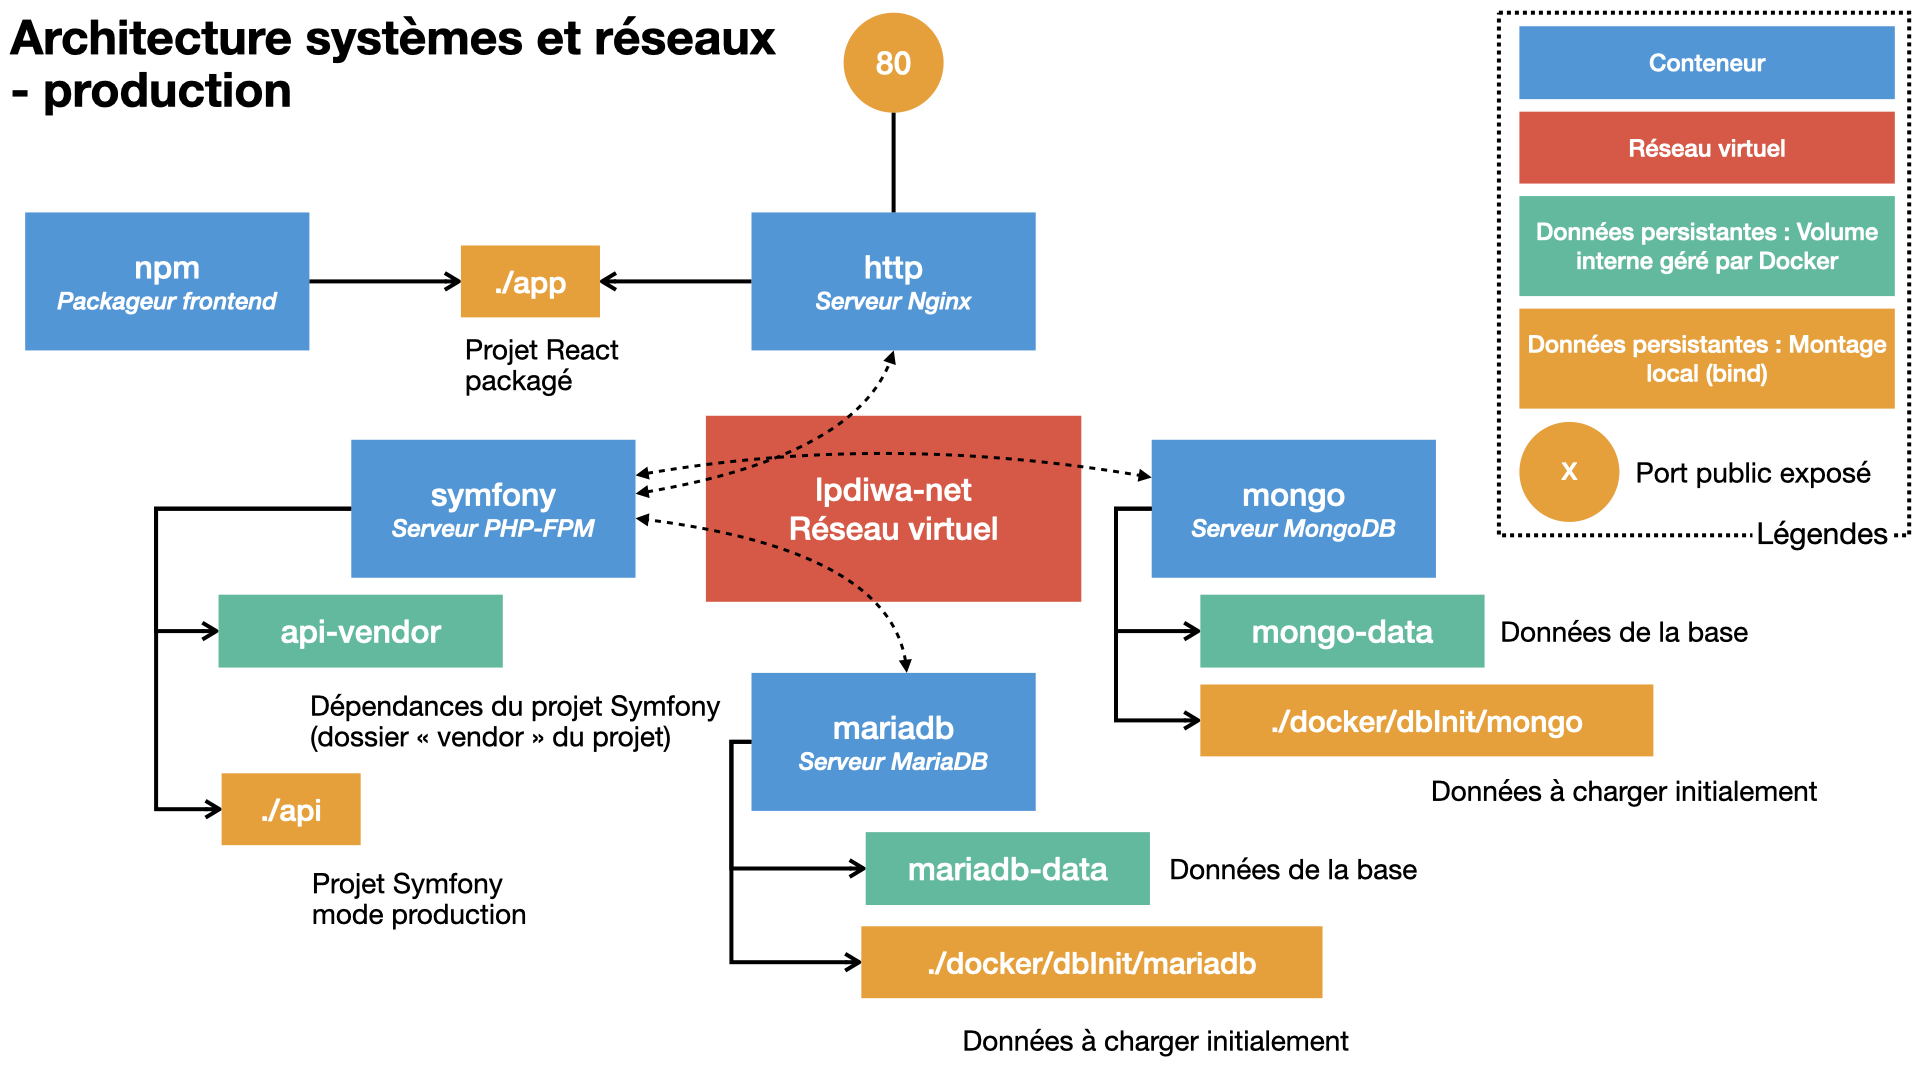 Architecture systèmes et réseaux
- production
80
Conteneur
Réseau virtuel
Données persistantes : Volume
interne géré par Docker
Données persistantes : Montage
local (bind)
X
Port public exposé
Légendes
npm
Packageur frontend
./app
Projet React
packagé
http
Serveur Nginx
symfony
Serveur PHP-FPM
lpdiwa-net
Réseau virtuel
mongo
Serveur MongoDB
api-vendor
Dépendances du projet Symfony
(dossier « vendor » du projet)
./api
Projet Symfony
mode production
mongo-data
Données de la base
./docker/dbInit/mongo
Données à charger initialement
mariadb
Serveur MariaDB
mariadb-data
Données de la base
./docker/dbInit/mariadb
Données à charger initialement